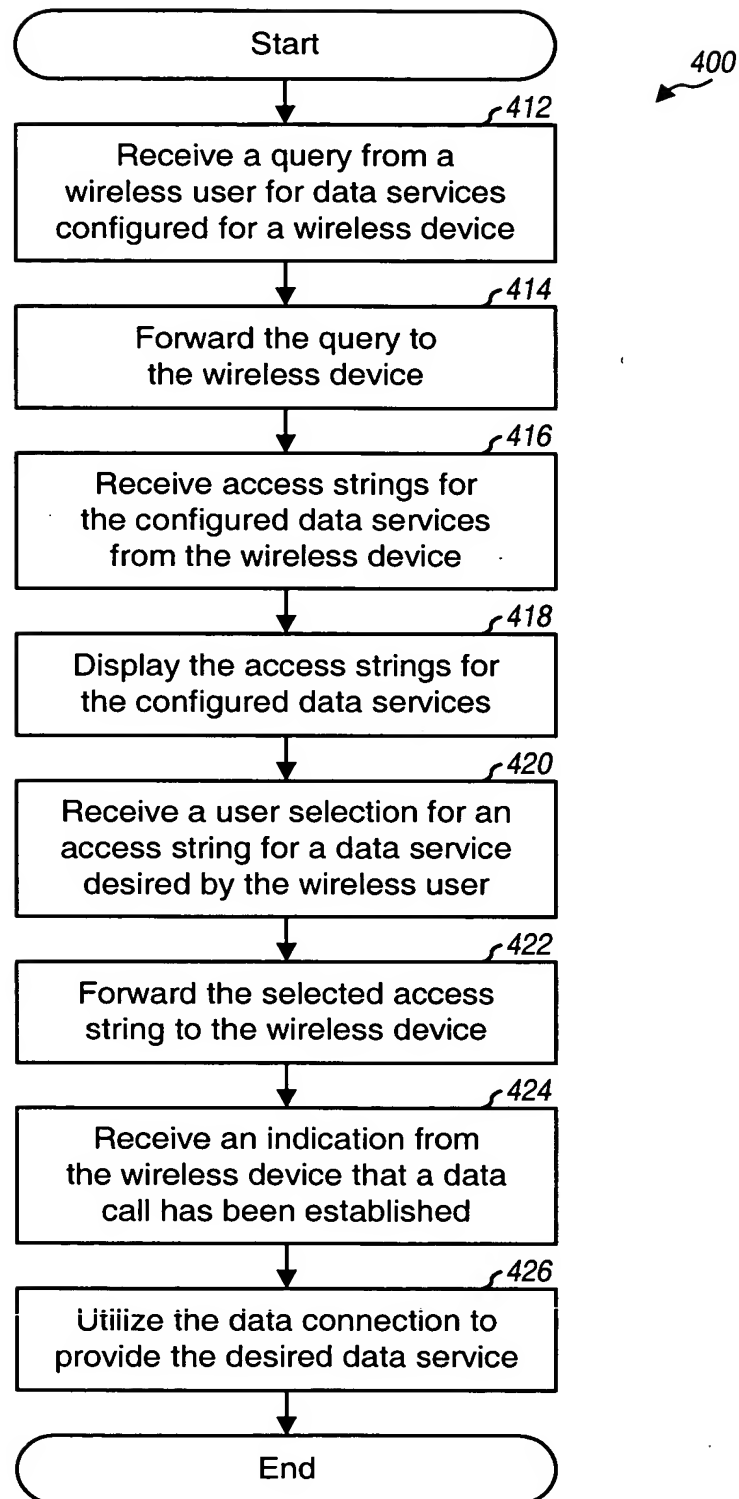 Start
400
412
Receive a query from a
wireless user for data services
configured for a wireless device
414
Forward the query to
the wireless device
416
Receive access strings for
the configured data services
from the wireless device
418
Display the access strings for
the configured data services
420
Receive a user selection for an
access string for a data service
desired by the wireless user
422
Forward the selected access
string to the wireless device
424
Receive an indication from
the wireless device that a data
call has been established
426
Utilize the data connection to
provide the desired data service
End